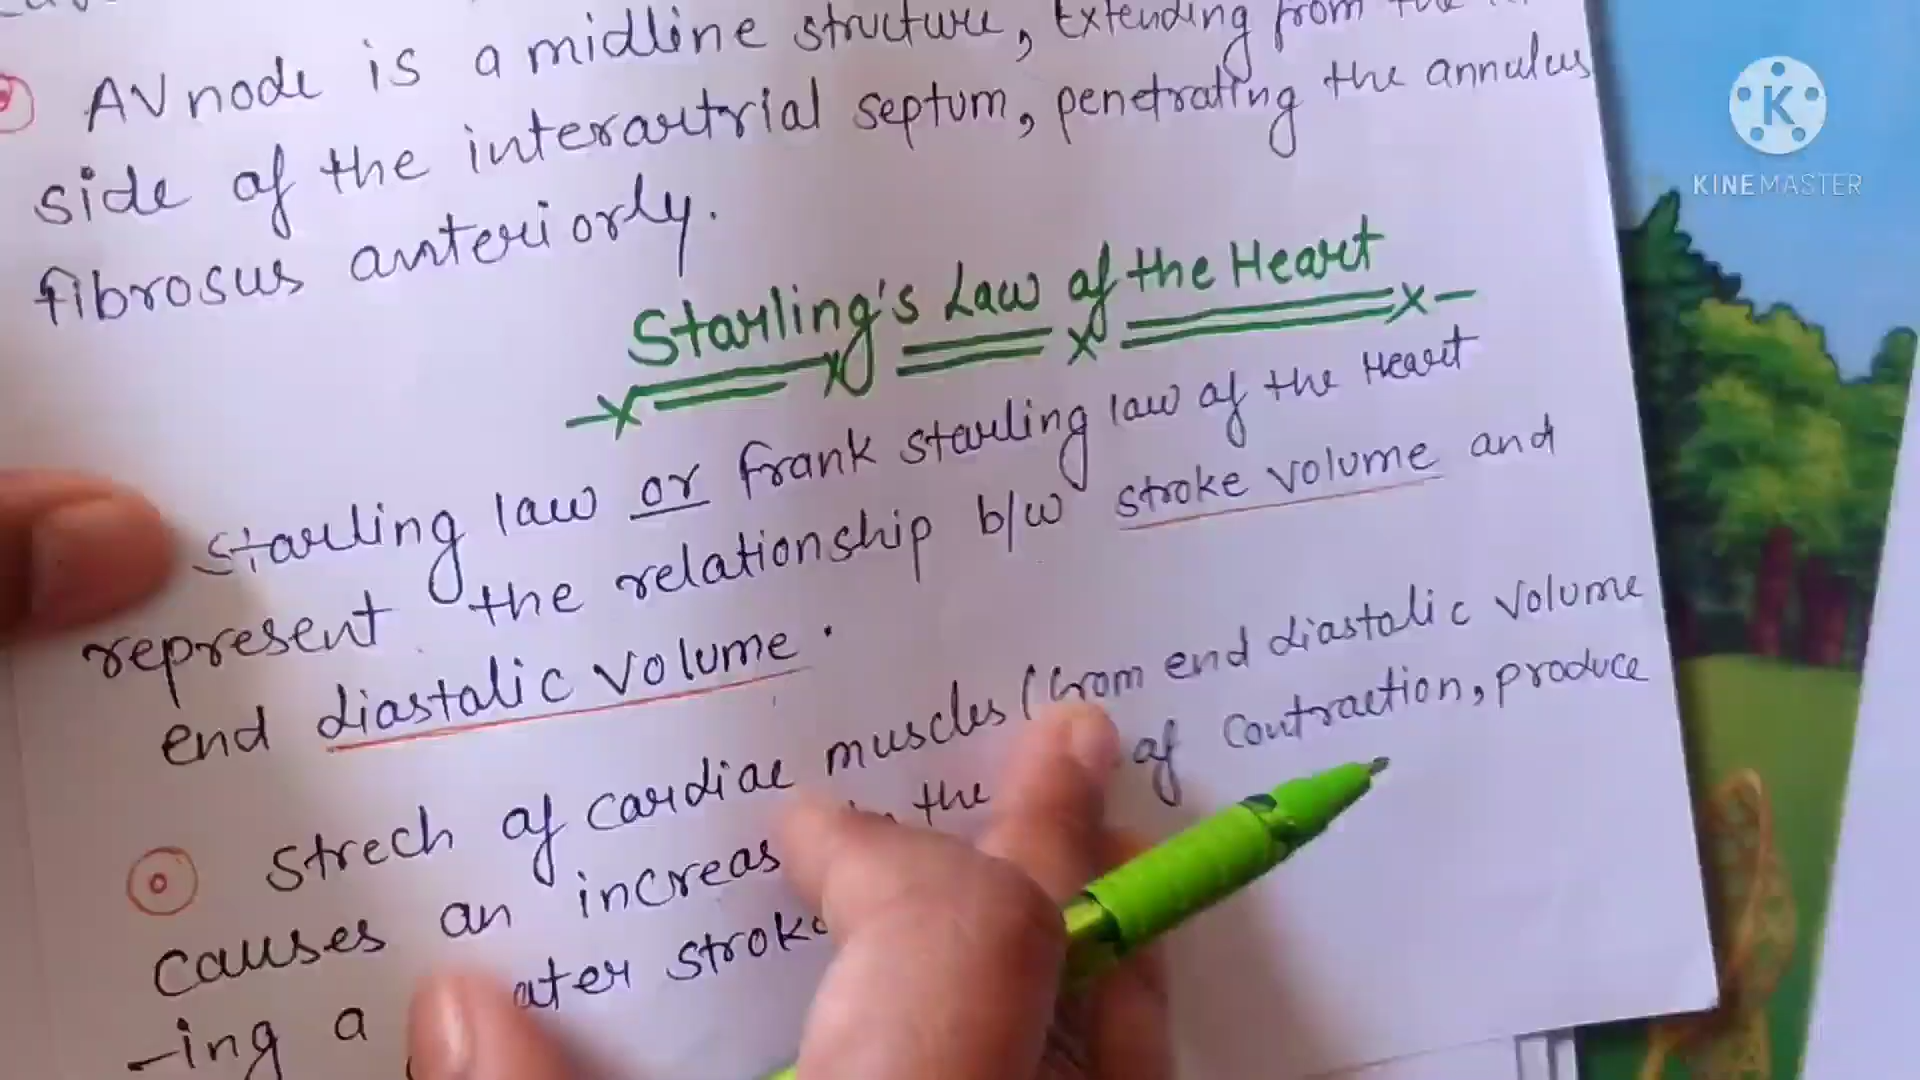 AV node is a midline structure, Extending from the
side of the interartrial septum, penetrating the annulus
fibrosus anteriorly.
Starling's Law of the Heart
Starling law or Frank starling law of the Heart
represent the relationship b/w stroke volume and
end diastolic volume.
Strech of cardiac muscles (from end diastolic volume
causes an increas in the of contraction, produce
-ing a ater stroke
K
KINEMASTER